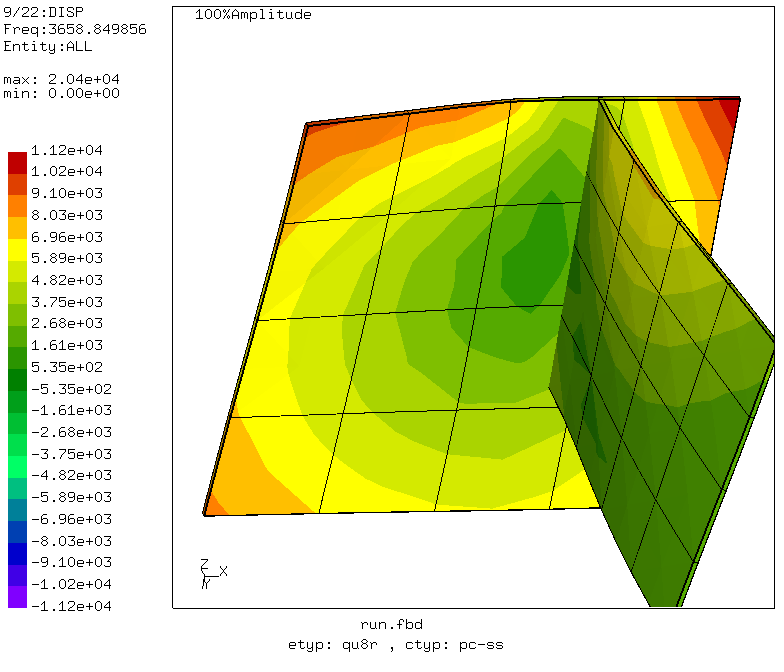 9/22:DISP
Freq:3658.849856
Entity:ALL
max: 2.04e+04
min: 0.00e+00
100%Amplitude
1.12e+04
1.02e+04
9.10e+03
8.03e+03
6.96e+03
5.89e+03
4.82e+03
3.75e+03
2.68e+03
1.61e+03
5.35e+02
-5.35e+02
-1.61e+03
-2.68e+03
-3.75e+03
-4.82e+03
-5.89e+03
-6.96e+03
-8.03e+03
-9.10e+03
-1.02e+04
-1.12e+04
Z
X
Y
run.fbd
etyp: qu8r , ctyp: pc-ss